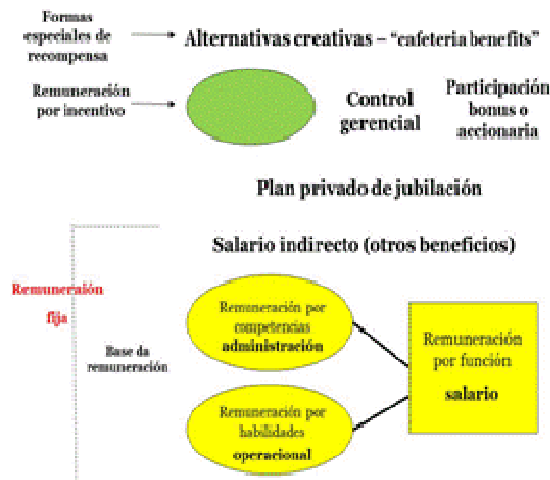 Formas
especiales de
recompensa
Alternativas creativas – “cafeteria benefits”
Remuneración
por incentivo
Control
gerencial
Participación
bonus o
accionaria
Plan privado de jubilación
Salario indirecto (otros beneficios)
Remuneraión
fija
Base da
remuneración
Remuneración por
competencias
administración
Remuneración por
habilidades
operacional
Remuneración
por función
salario